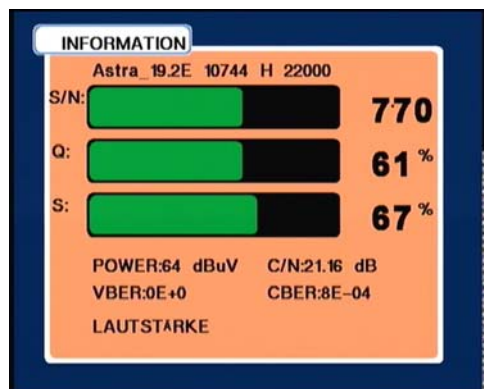 INFORMATION
Astra_19.2E 10744 H 22000
S/N: 770
Q: 61 %
S: 67 %
POWER:64 dBuV C/N:21.16 dB
VBER:0E+0 CBER:8E-04
LAUTSTÄRKE